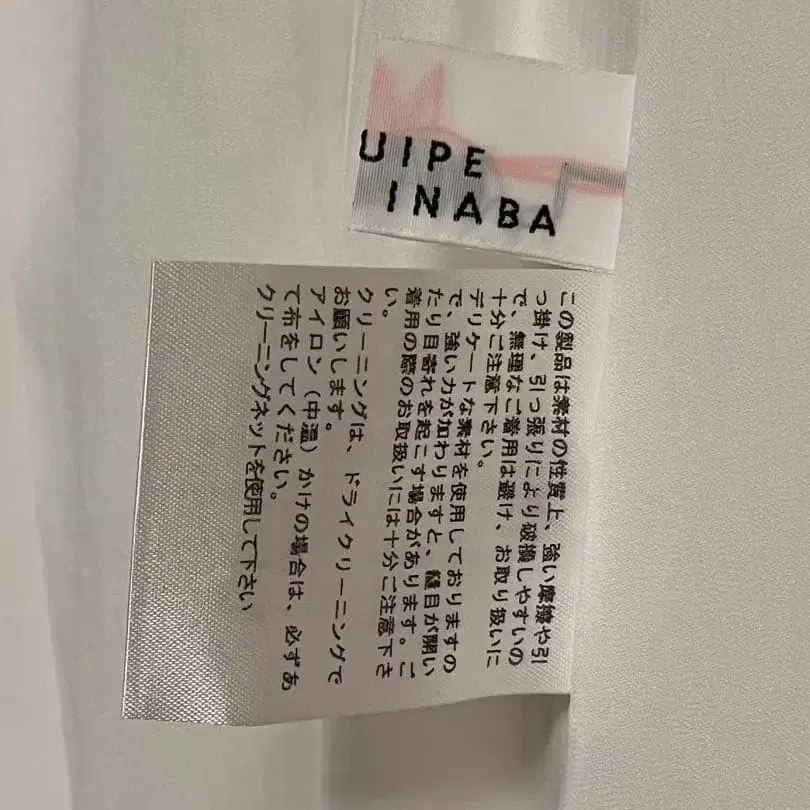 UIPE
INABA
この製品は素材の性質上、強い摩擦や引
っ掛け、引っ張りにより破損しやすいの
で、無理なご着用は避け、お取り扱いに
十分ご注意下さい。
デリケートな素材を使用しておりますの
で、強い力が加わりますと、縫目が開い
たり目寄れを起こす場合があります。ご
着用の際のお取扱いには十分ご注意下さ
い。
クリーニングは、ドライクリーニングで
お願いします。
アイロン（中温）かけの場合は、必ずあ
て布をしてください。
クリーニングネットを使用して下さい